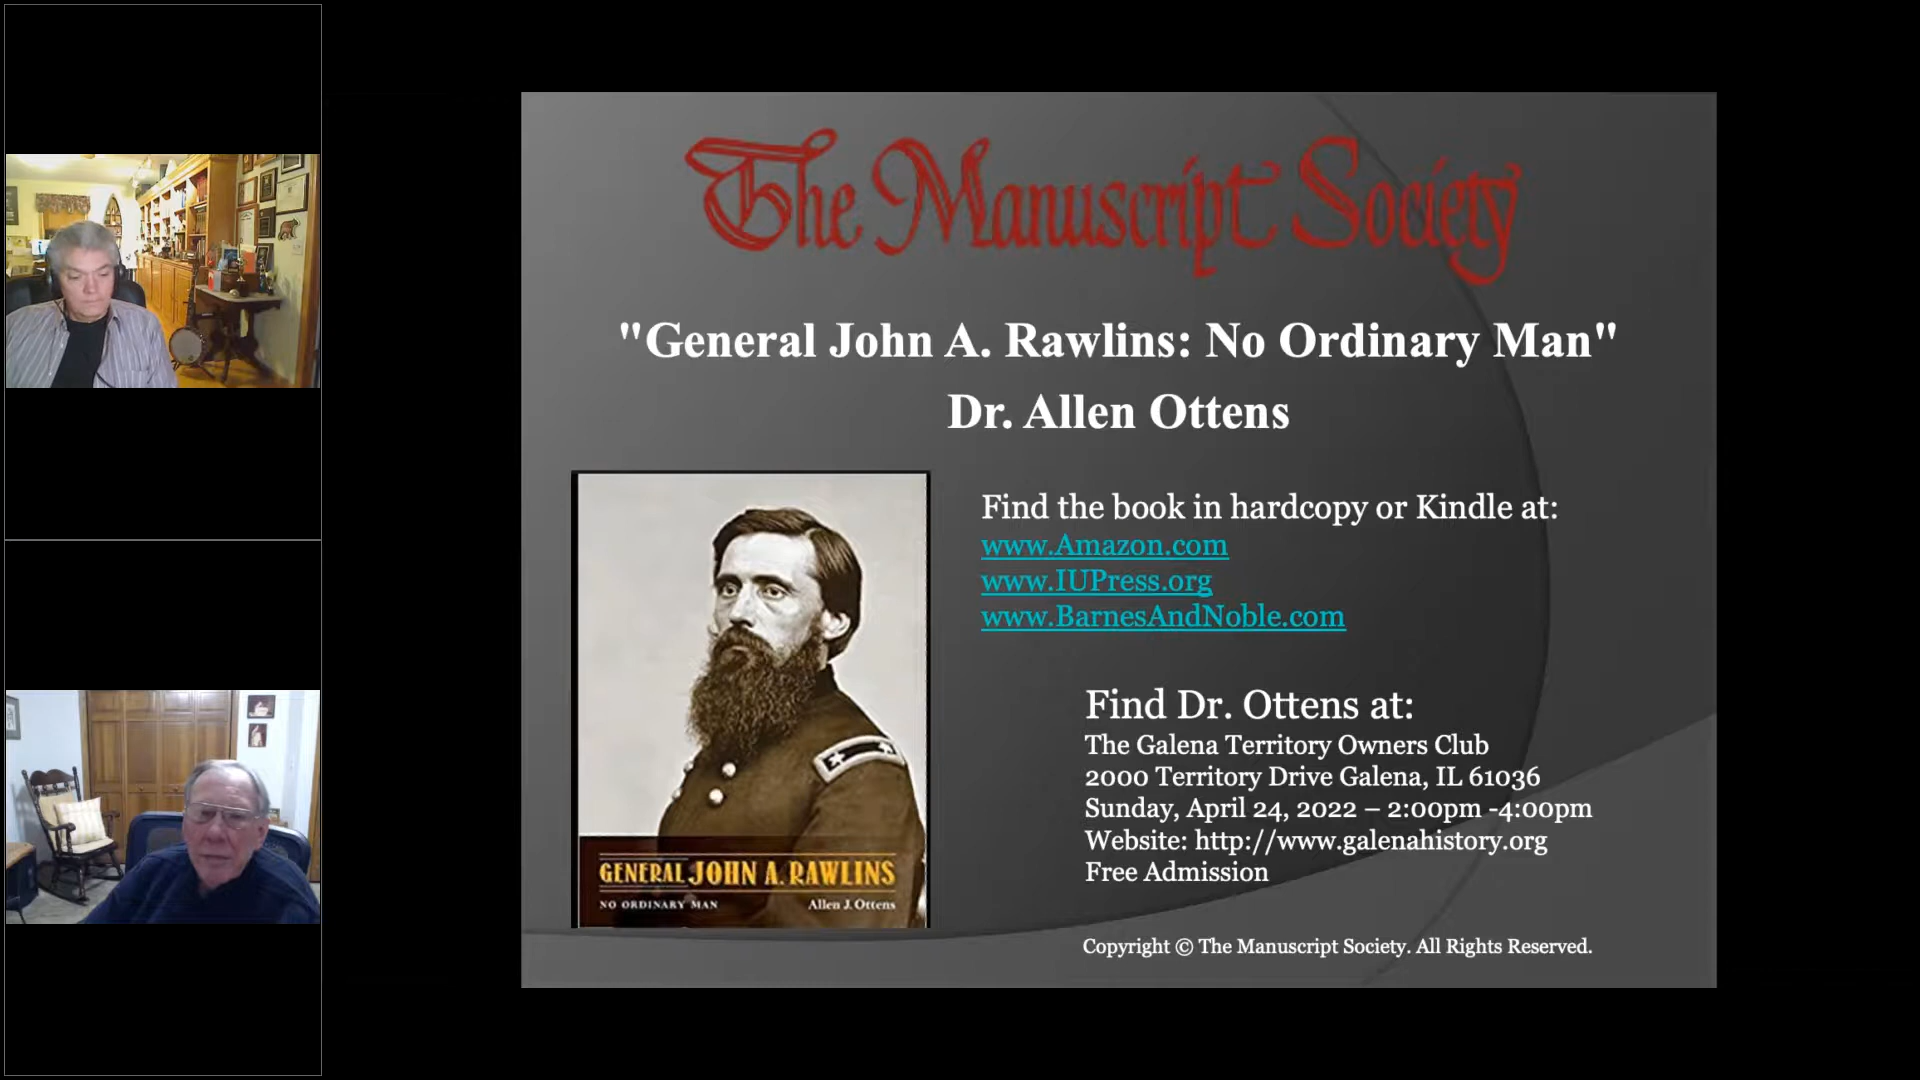 The Manuscript Society
"General John A. Rawlins: No Ordinary Man"
Dr. Allen Ottens
Find the book in hardcopy or Kindle at:
www.Amazon.com
www.IUPress.org
www.BarnesAndNoble.com
GENERAL JOHN A. RAWLINS
NO ORDINARY MAN Allen J. Ottens
Find Dr. Ottens at:
The Galena Territory Owners Club
2000 Territory Drive Galena, IL 61036
Sunday, April 24, 2022 – 2:00pm -4:00pm
Website: http://www.galenahistory.org
Free Admission
Copyright © The Manuscript Society. All Rights Reserved.